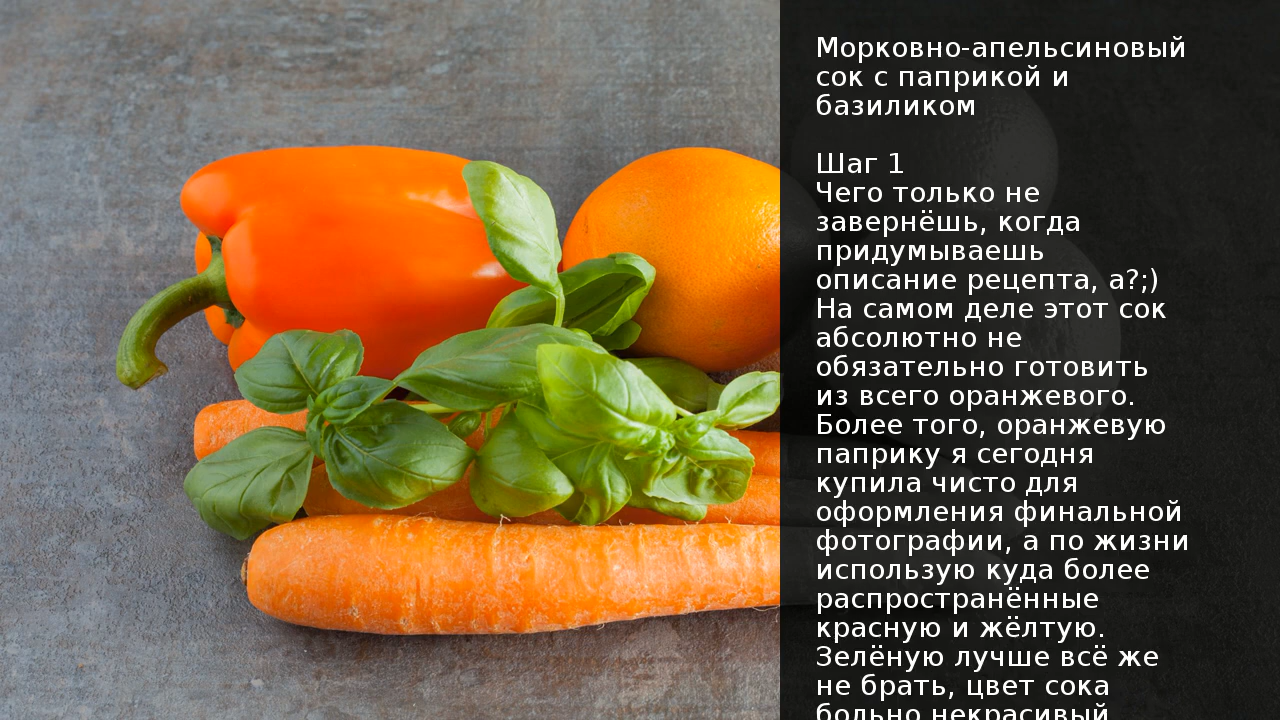 Морковно-апельсиновый
сок с паприкой и
базиликом
Шаг 1
Чего только не
завернёшь, когда
придумываешь
описание рецепта, а?;)
На самом деле этот сок
абсолютно не
обязательно готовить
из всего оранжевого.
Более того, оранжевую
паприку я сегодня
купила чисто для
оформления финальной
фотографии, а по жизни
использую куда более
распространённые
красную и жёлтую.
Зелёную лучше всё же
не брать, цвет сока
больно некрасивый